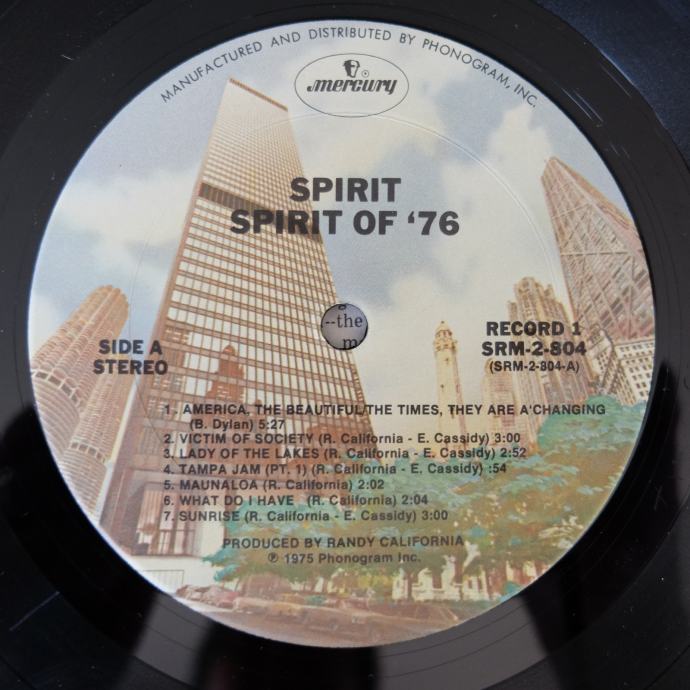 MANUFACTURED AND DISTRIBUTED BY PHONOGRAM, INC.
mercury
SPIRIT
SPIRIT OF ‘76
--the
m
SIDE A
STEREO
RECORD 1
SRM-2-804
(SRM-2-804-A)
1. AMERICA, THE BEAUTIFUL/THE TIMES, THEY ARE A'CHANGING
(B. Dylan) 5:27
2. VICTIM OF SOCIETY (R. California - E. Cassidy) 3:00
3. LADY OF THE LAKES (R. California - E. Cassidy) 2:52
4. TAMPA JAM (PT. 1) (R. California - E. Cassidy) :54
5. MAUNALOA (R. California) 2:02
6. WHAT DO I HAVE (R. California) 2:04
7. SUNRISE (R. California - E. Cassidy) 3:00
PRODUCED BY RANDY CALIFORNIA
℗ 1975 Phonogram Inc.